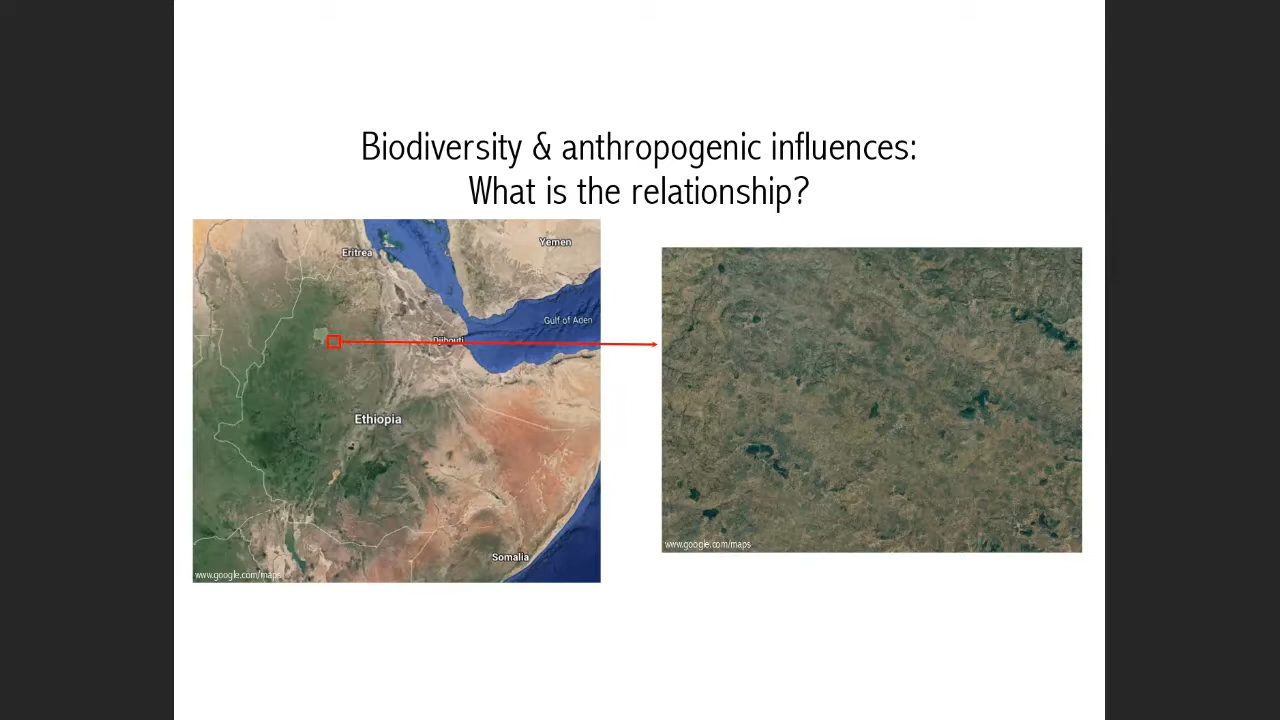 Biodiversity & anthropogenic influences:
What is the relationship?
Yemen
Eritrea
Gulf of Aden
Djibouti
Ethiopia
Somalia
www.google.com/maps
www.google.com/maps